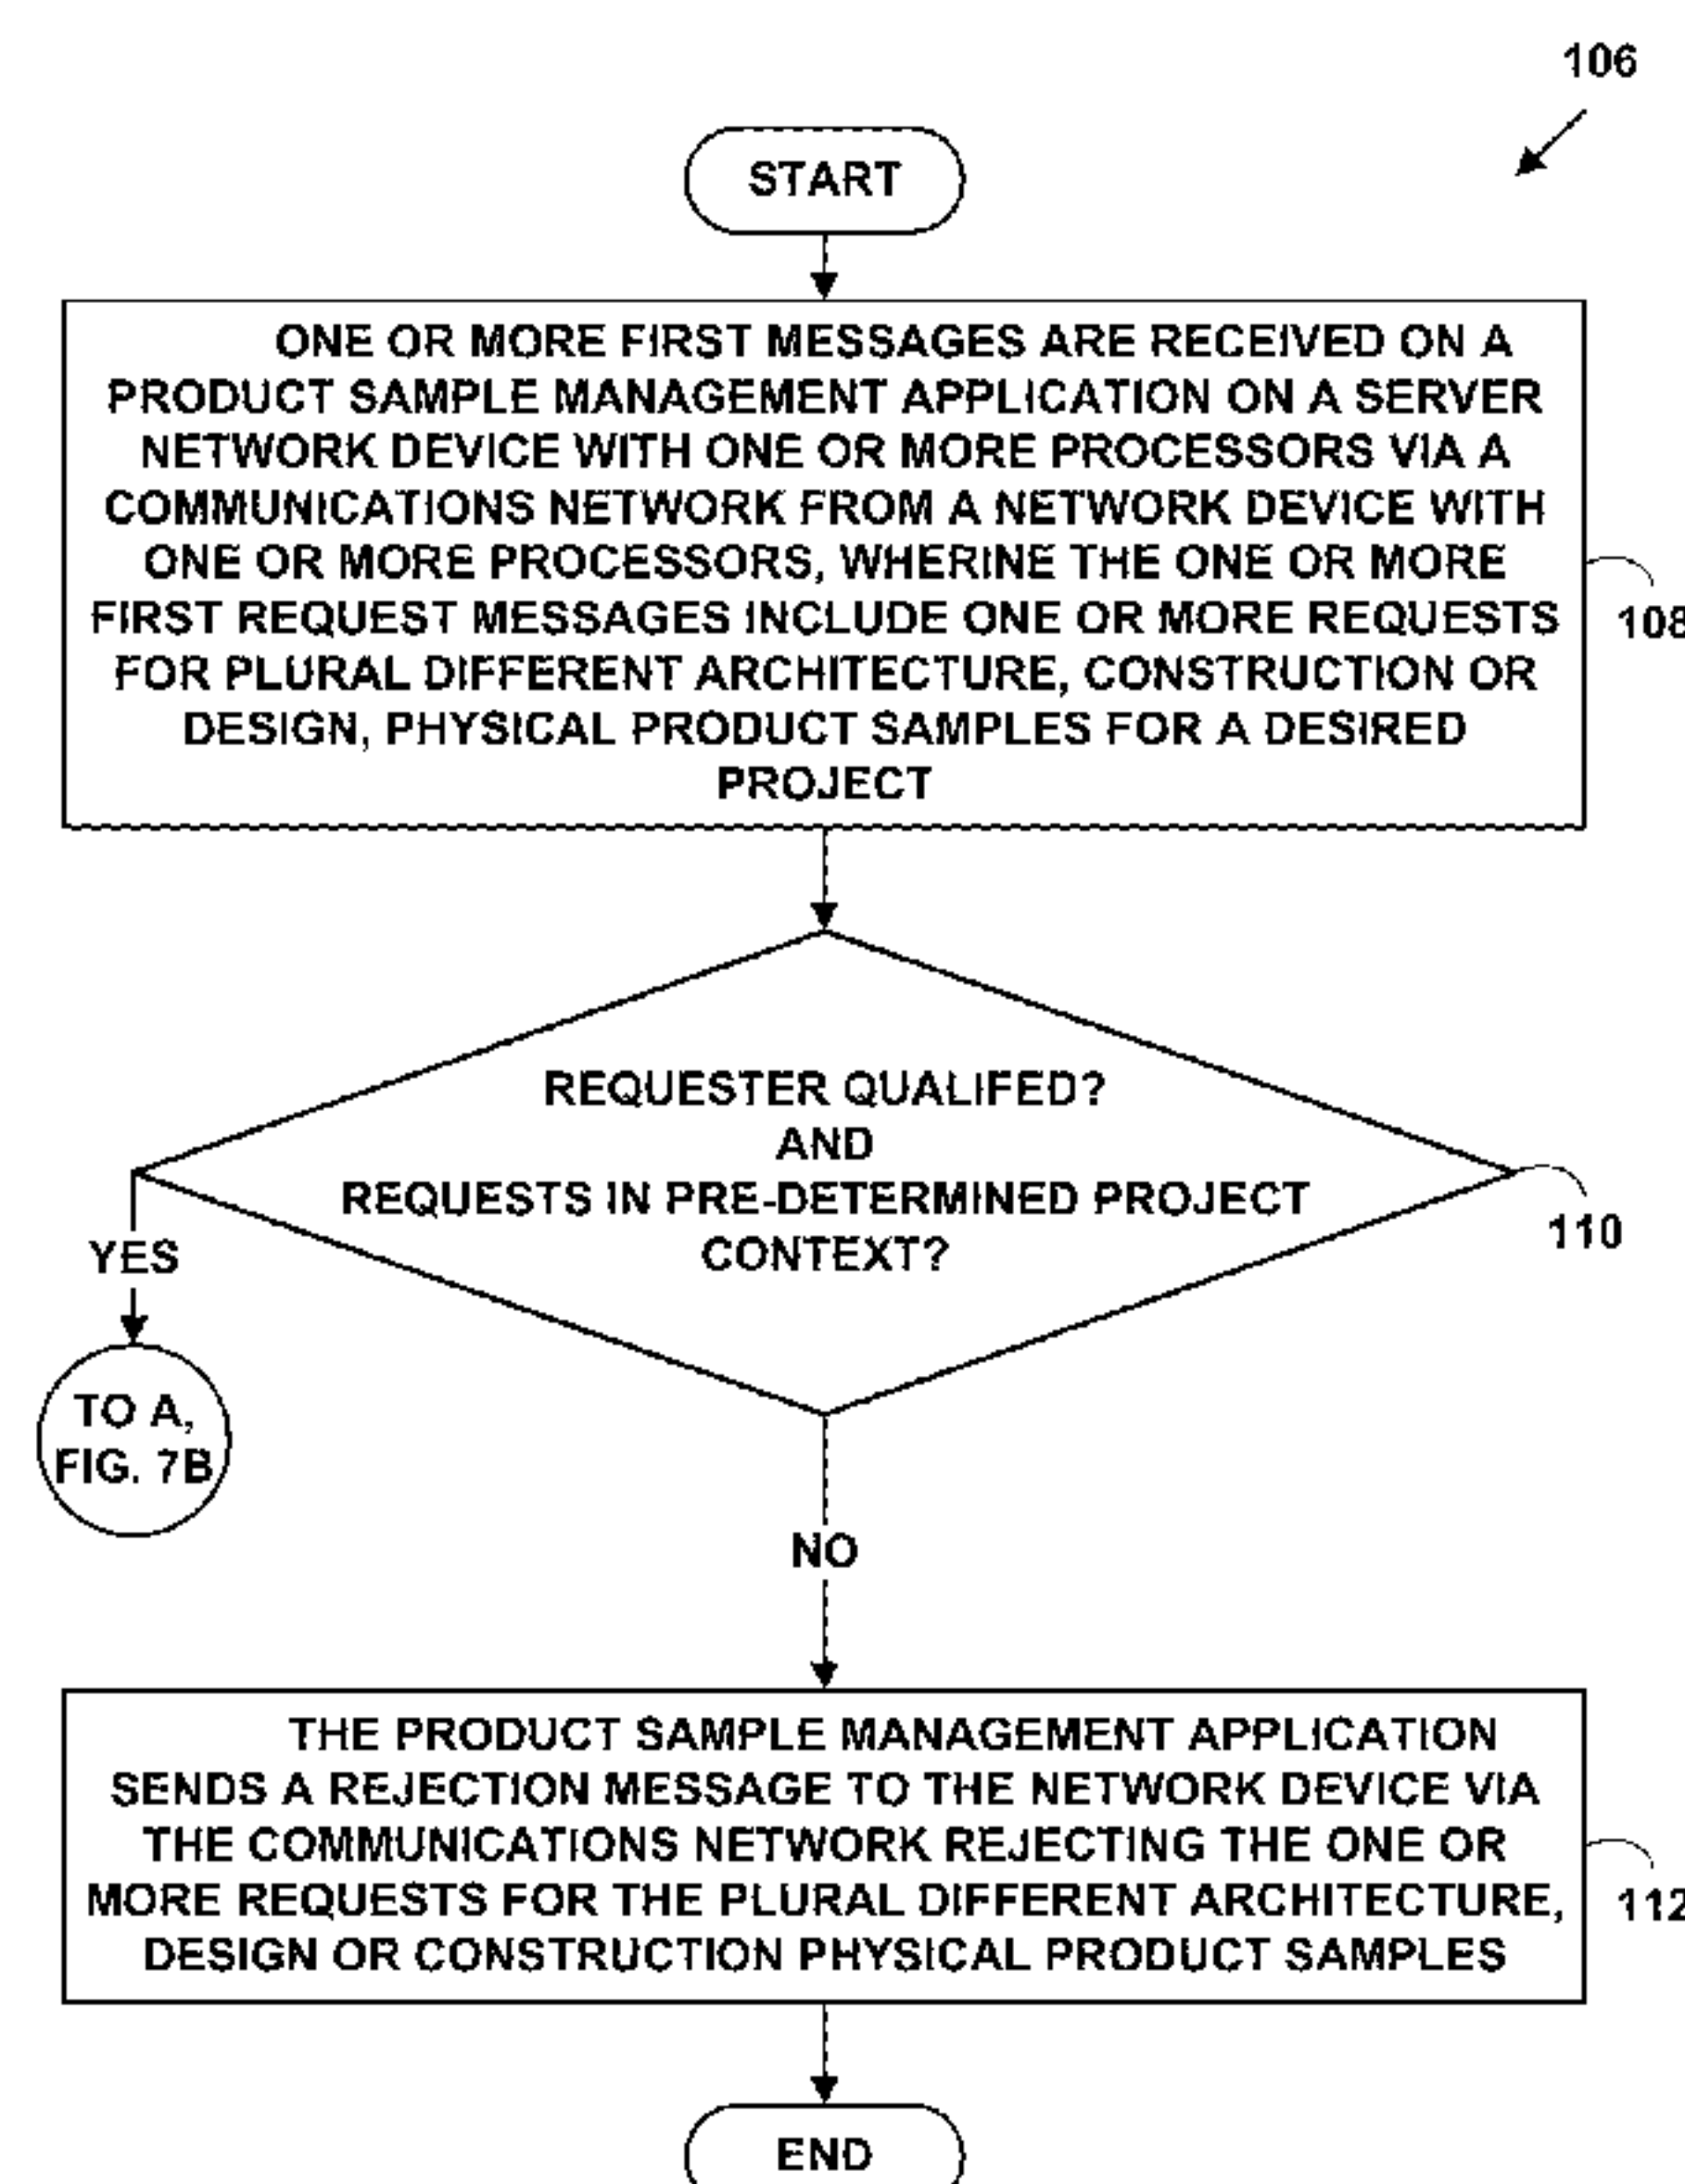 106
START
ONE OR MORE FIRST MESSAGES ARE RECEIVED ON A
PRODUCT SAMPLE MANAGEMENT APPLICATION ON A SERVER
NETWORK DEVICE WITH ONE OR MORE PROCESSORS VIA A
COMMUNICATIONS NETWORK FROM A NETWORK DEVICE WITH
ONE OR MORE PROCESSORS, WHERINE THE ONE OR MORE
FIRST REQUEST MESSAGES INCLUDE ONE OR MORE REQUESTS
FOR PLURAL DIFFERENT ARCHITECTURE, CONSTRUCTION OR
DESIGN, PHYSICAL PRODUCT SAMPLES FOR A DESIRED
PROJECT
108
REQUESTER QUALIFED?
AND
REQUESTS IN PRE-DETERMINED PROJECT
CONTEXT?
110
YES
TO A,
FIG. 7B
NO
THE PRODUCT SAMPLE MANAGEMENT APPLICATION
SENDS A REJECTION MESSAGE TO THE NETWORK DEVICE VIA
THE COMMUNICATIONS NETWORK REJECTING THE ONE OR
MORE REQUESTS FOR THE PLURAL DIFFERENT ARCHITECTURE,
DESIGN OR CONSTRUCTION PHYSICAL PRODUCT SAMPLES
112
END